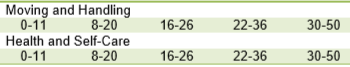 Moving and Handling
0-11 8-20 16-26 22-36 30-50
Health and Self-Care
0-11 8-20 16-26 22-36 30-50